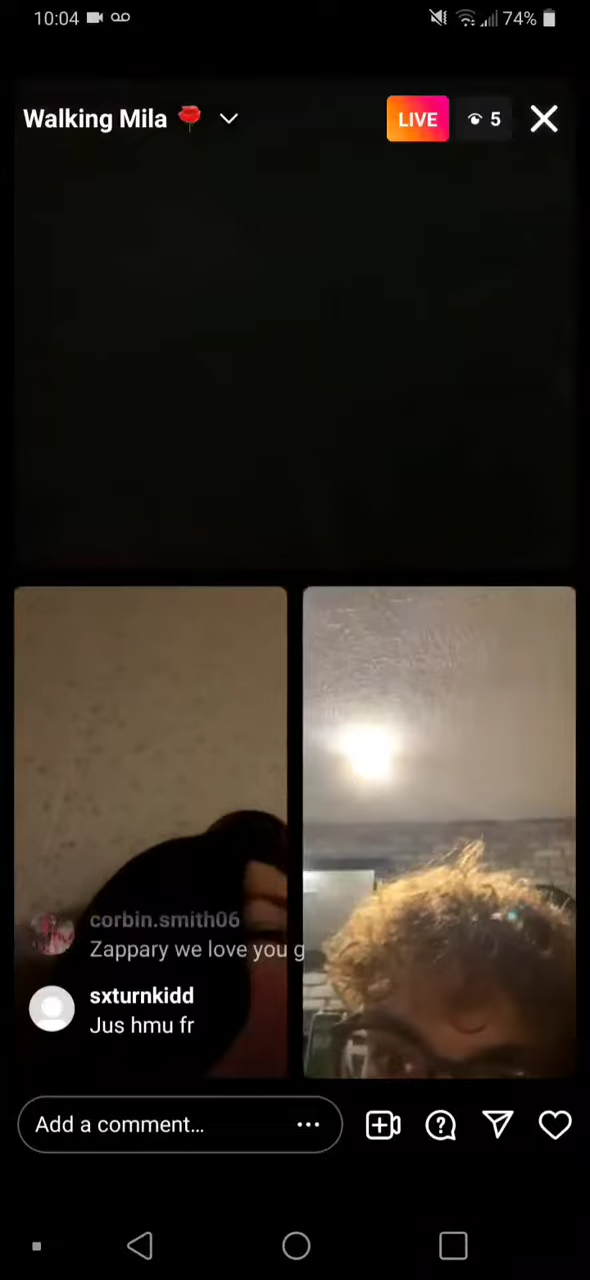 10:04 74%
Walking Mila 🌹 LIVE 5
corbin.smith06
Zappary we love you g
sxturnkidd
Jus hmu fr
Add a comment...